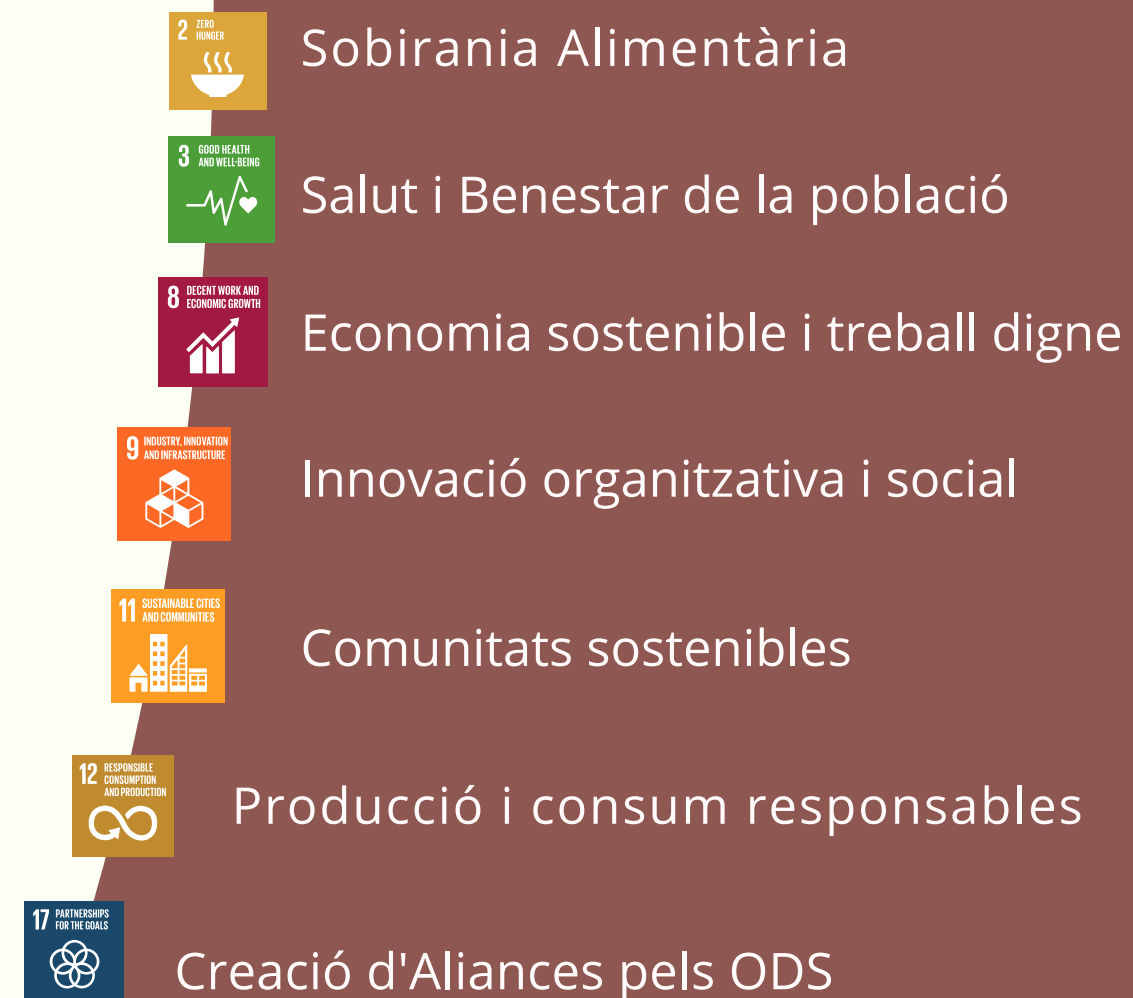 2 ZERO
HUNGER
Sobirania Alimentària
3 GOOD HEALTH
AND WELL-BEING
Salut i Benestar de la població
8 DECENT WORK AND
ECONOMIC GROWTH
Economia sostenible i treball digne
9 INDUSTRY, INNOVATION
AND INFRASTRUCTURE
Innovació organitzativa i social
11 SUSTAINABLE CITIES
AND COMMUNITIES
Comunitats sostenibles
12 RESPONSIBLE
CONSUMPTION
AND PRODUCTION
Producció i consum responsables
17 PARTNERSHIPS
FOR THE GOALS
Creació d'Aliances pels ODS